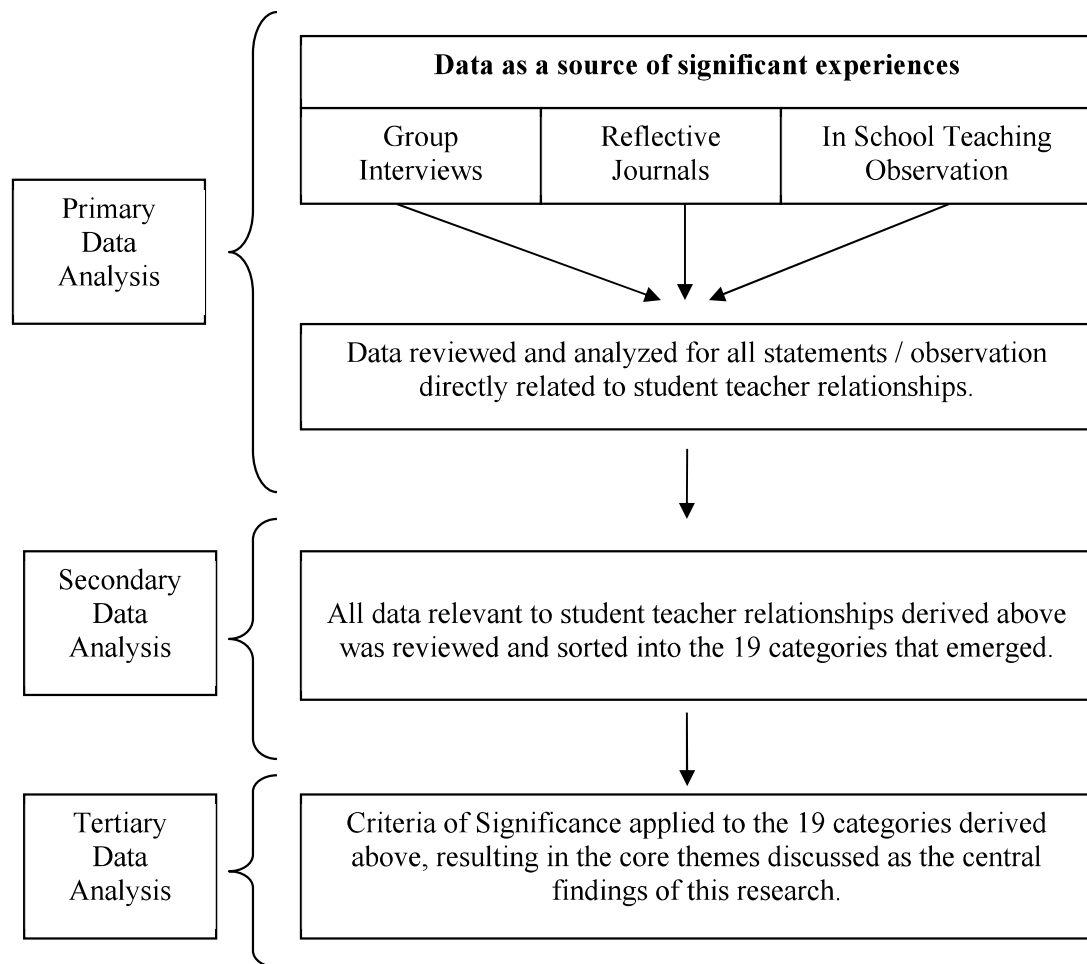 Data as a source of significant experiences
Group
Interviews
Reflective
Journals
In School Teaching
Observation
Primary
Data
Analysis
Data reviewed and analyzed for all statements / observation
directly related to student teacher relationships.
Secondary
Data
Analysis
All data relevant to student teacher relationships derived above
was reviewed and sorted into the 19 categories that emerged.
Tertiary
Data
Analysis
Criteria of Significance applied to the 19 categories derived
above, resulting in the core themes discussed as the central
findings of this research.